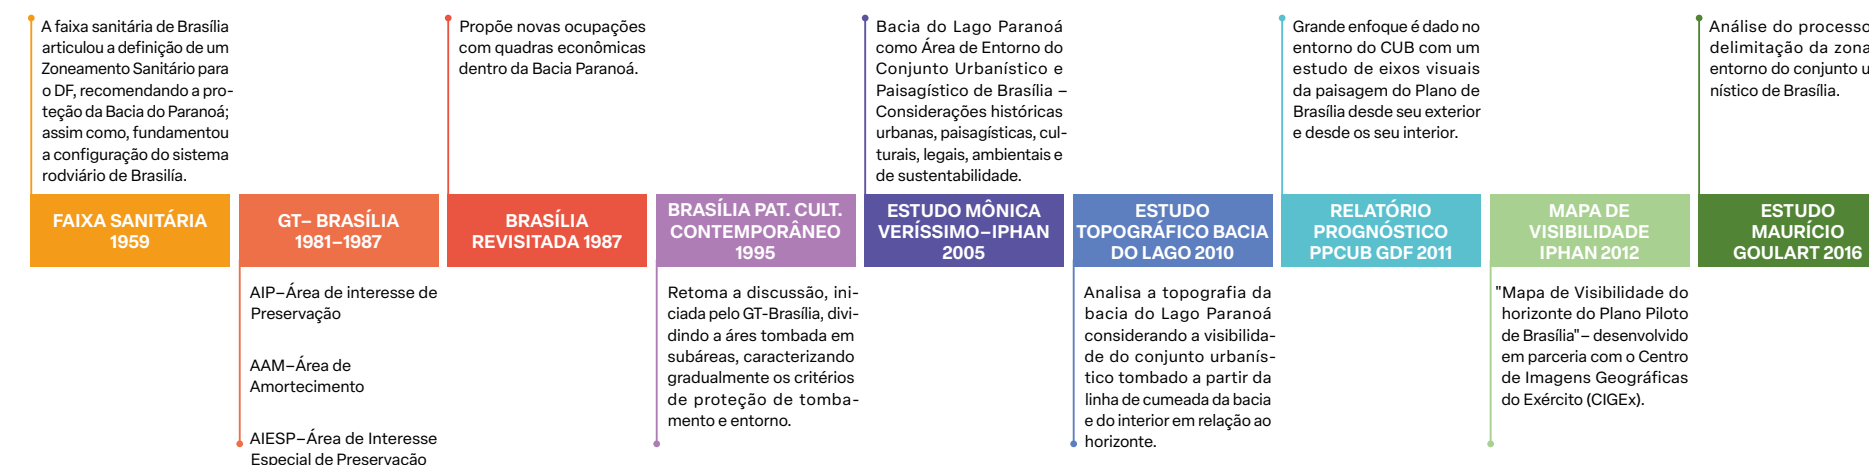 A faixa sanitária de Brasília
articulou a definição de um
Zoneamento Sanitário para
o DF, recomendando a pro-
teção da Bacia do Paranoá;
assim como, fundamentou
a configuração do sistema
rodviário de Brasilía.
FAIXA SANITÁRIA
1959
GT– BRASÍLIA
1981–1987
AIP–Área de interesse de
Preservação
AAM–Área de
Amortecimento
AIESP–Área de Interesse
Especial de Preservação
Propõe novas ocupações
com quadras econômicas
dentro da Bacia Paranoá.
BRASÍLIA
REVISITADA 1987
BRASÍLIA PAT. CULT.
CONTEMPORÂNEO
1995
Retoma a discussão, ini-
ciada pelo GT-Brasília, divi-
dindo a áres tombada em
subáreas, caracterizando
gradualmente os critérios
de proteção de tomba-
mento e entorno.
Bacia do Lago Paranoá
como Área de Entorno do
Conjunto Urbanístico e
Paisagístico de Brasília –
Considerações históricas
urbanas, paisagísticas, cul-
turais, legais, ambientais e
de sustentabilidade.
ESTUDO MÔNICA
VERÍSSIMO–IPHAN
2005
ESTUDO
TOPOGRÁFICO BACIA
DO LAGO 2010
Analisa a topografia da
bacia do Lago Paranoá
considerando a visibilida-
de do conjunto urbanís-
tico tombado a partir da
linha de cumeada da bacia
e do interior em relação ao
horizonte.
Grande enfoque é dado no
entorno do CUB com um
estudo de eixos visuais
da paisagem do Plano de
Brasília desde seu exterior
e desde os seu interior.
RELATÓRIO
PROGNÓSTICO
PPCUB GDF 2011
MAPA DE
VISIBILIDADE
IPHAN 2012
"Mapa de Visibilidade do
horizonte do Plano Piloto
de Brasília" – desenvolvido
em parceria com o Centro
de Imagens Geográficas
do Exército (CIGEx).
Análise do processo
delimitação da zona
entorno do conjunto u
nístico de Brasília.
ESTUDO
MAURÍCIO
GOULART 2016